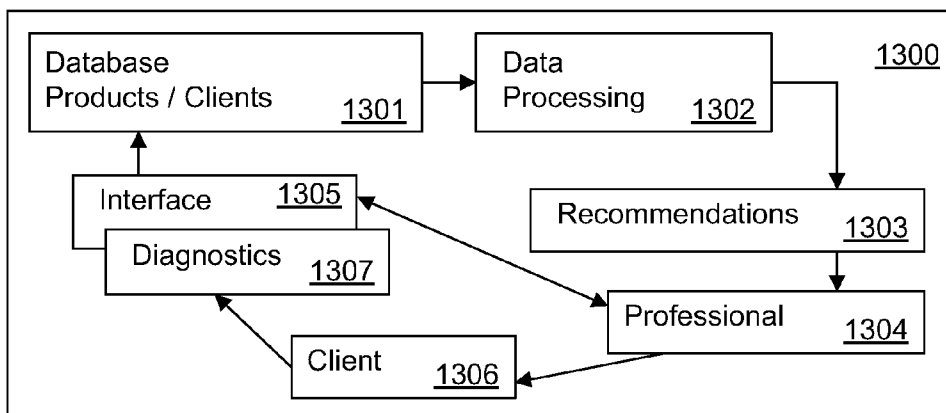 1300
Database
Products / Clients
1301
Data
Processing
1302
Interface
1305
Recommendations
1303
Diagnostics
1307
Professional
1304
Client
1306